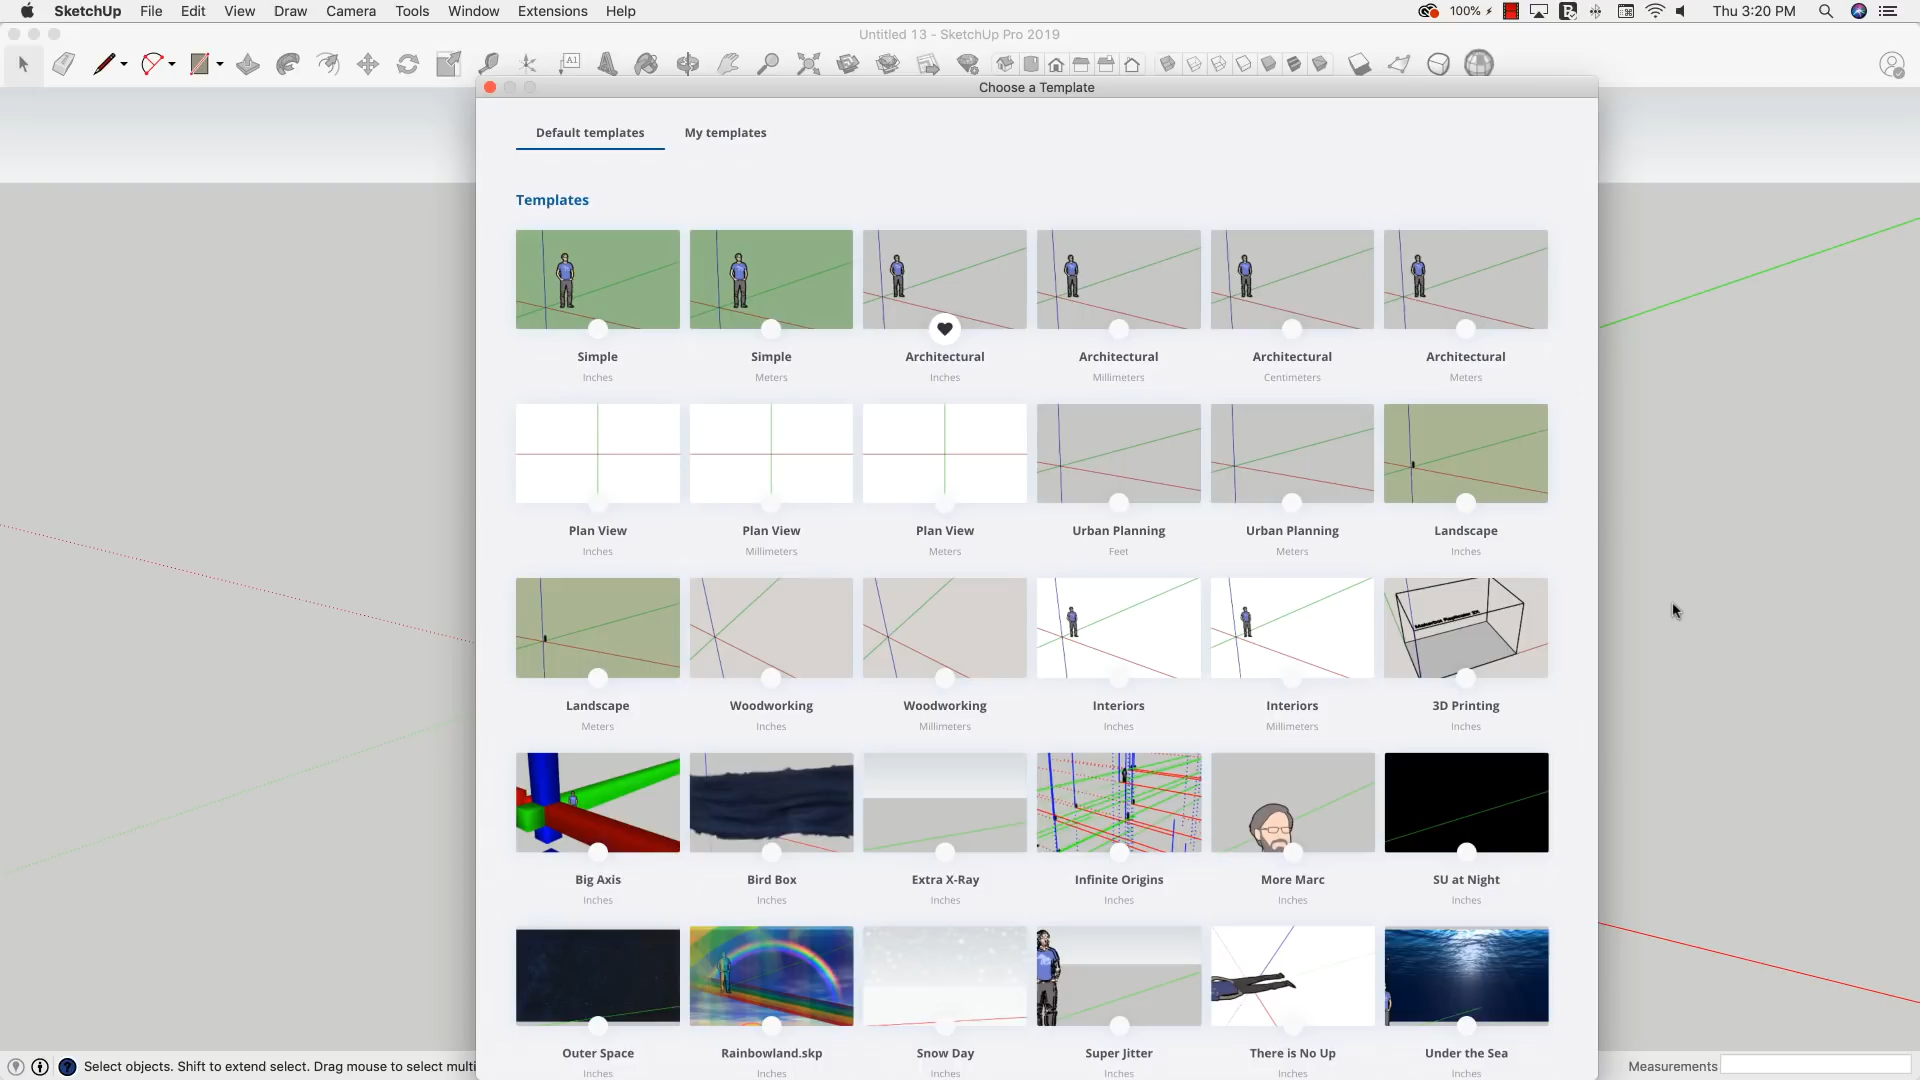 SketchUp File Edit View Draw Camera Tools Window Extensions Help 100% Thu 3:20 PM
Untitled 13 - SketchUp Pro 2019
A1
Choose a Template
Default templates My templates
Templates
Simple Simple Architectural Architectural Architectural Architectural
Inches Meters Inches Millimeters Centimeters Meters
Plan View Plan View Plan View Urban Planning Urban Planning Landscape
Inches Millimeters Meters Feet Meters Inches
Landscape Woodworking Woodworking Interiors Interiors 3D Printing
Meters Inches Millimeters Inches Millimeters Inches
Big Axis Bird Box Extra X-Ray Infinite Origins More Marc SU at Night
Inches Inches Inches Inches Inches Inches
Outer Space Rainbowland.skp Snow Day Super Jitter There is No Up Under the Sea
Inches Inches Inches Inches Inches Inches
Select objects. Shift to extend select. Drag mouse to select multi Measurements